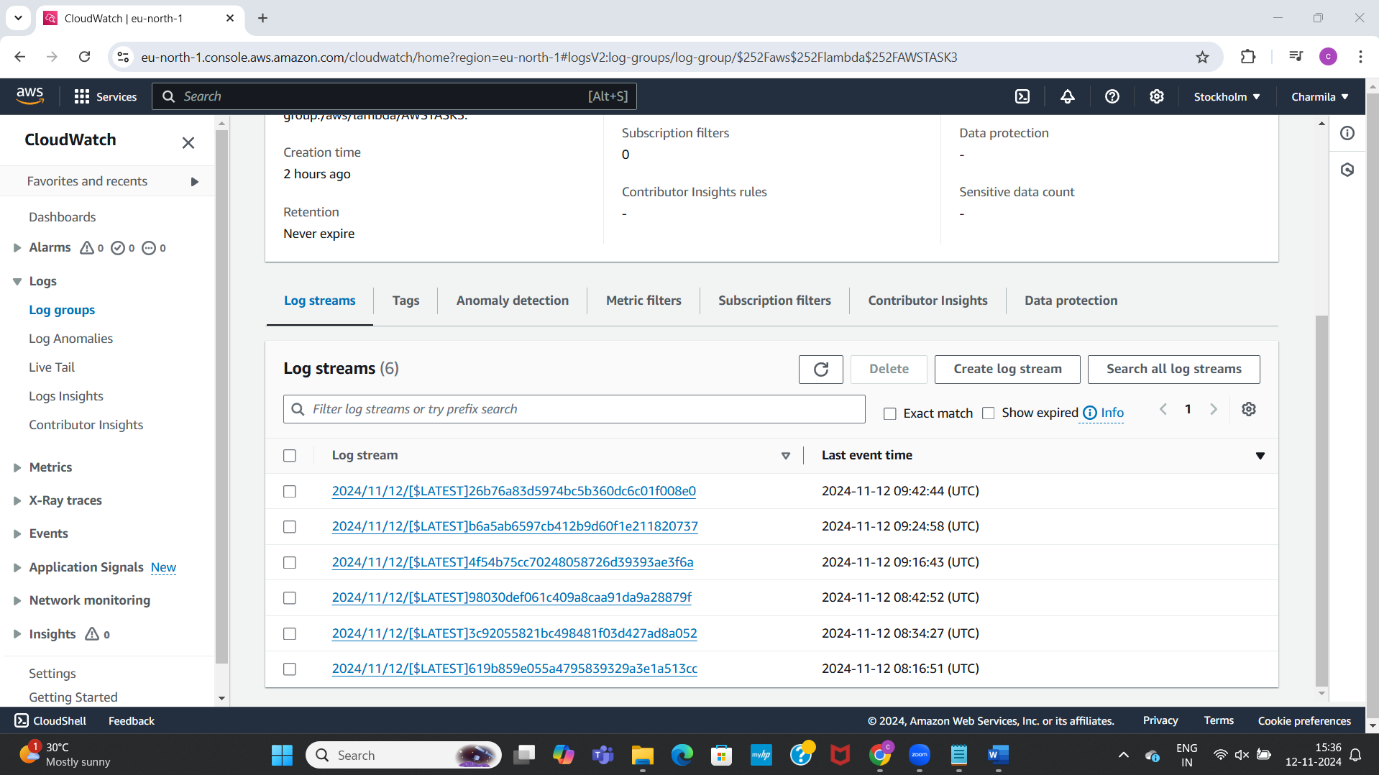 CloudWatch | eu-north-1
eu-north-1.console.aws.amazon.com/cloudwatch/home?region=eu-north-1#logsV2:log-groups/log-group/$252Faws$252Flambda$252FAWSTASK3
C
aws
Services
Search
[Alt+S]
Stockholm
Charmila
CloudWatch
Favorites and recents
Dashboards
Alarms 0 0 0
Logs
Log groups
Log Anomalies
Live Tail
Logs Insights
Contributor Insights
Metrics
X-Ray traces
Events
Application Signals New
Network monitoring
Insights 0
Settings
Getting Started
group:/aws/lambda/AWSTASK3:
Creation time
2 hours ago
Retention
Never expire
Subscription filters
0
Contributor Insights rules
-
Data protection
-
Sensitive data count
-
Log streams
Tags
Anomaly detection
Metric filters
Subscription filters
Contributor Insights
Data protection
Log streams (6)
Delete
Create log stream
Search all log streams
Filter log streams or try prefix search
Exact match
Show expired
Info
1
Log stream
Last event time
2024/11/12/[$LATEST]26b76a83d5974bc5b360dc6c01f008e0 2024-11-12 09:42:44 (UTC)
2024/11/12/[$LATEST]b6a5ab6597cb412b9d60f1e211820737 2024-11-12 09:24:58 (UTC)
2024/11/12/[$LATEST]4f54b75cc70248058726d39393ae3f6a 2024-11-12 09:16:43 (UTC)
2024/11/12/[$LATEST]98030def061c409a8caa91da9a28879f 2024-11-12 08:42:52 (UTC)
2024/11/12/[$LATEST]3c92055821bc498481f03d427ad8a052 2024-11-12 08:34:27 (UTC)
2024/11/12/[$LATEST]619b859e055a4795839329a3e1a513cc 2024-11-12 08:16:51 (UTC)
CloudShell
Feedback
© 2024, Amazon Web Services, Inc. or its affiliates.
Privacy
Terms
Cookie preferences
1
30°C
Mostly sunny
Search
myhp
zoom
ENG
IN
15:36
12-11-2024